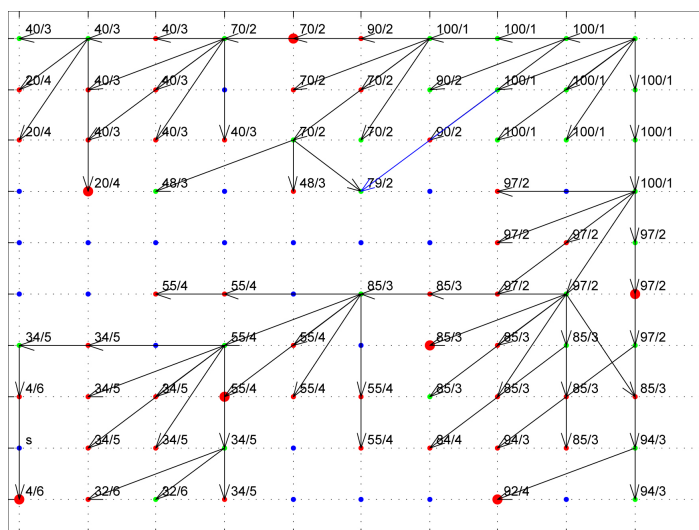 40/3 40/3 40/3 70/2 70/2 90/2 100/1 100/1 100/1
20/4 40/3 40/3 70/2 70/2 90/2 100/1 100/1 100/1
20/4 40/3 40/3 40/3 70/2 70/2 90/2 100/1 100/1 100/1
20/4 48/3 48/3 79/2 97/2 100/1
97/2 97/2 97/2
55/4 55/4 85/3 85/3 97/2 97/2 97/2
34/5 34/5 55/4 55/4 85/3 85/3 85/3 97/2
4/6 34/5 34/5 55/4 55/4 55/4 85/3 85/3 85/3 85/3
s 34/5 34/5 34/5 55/4 84/4 94/3 85/3 94/3
4/6 32/6 32/6 34/5 92/4 94/3